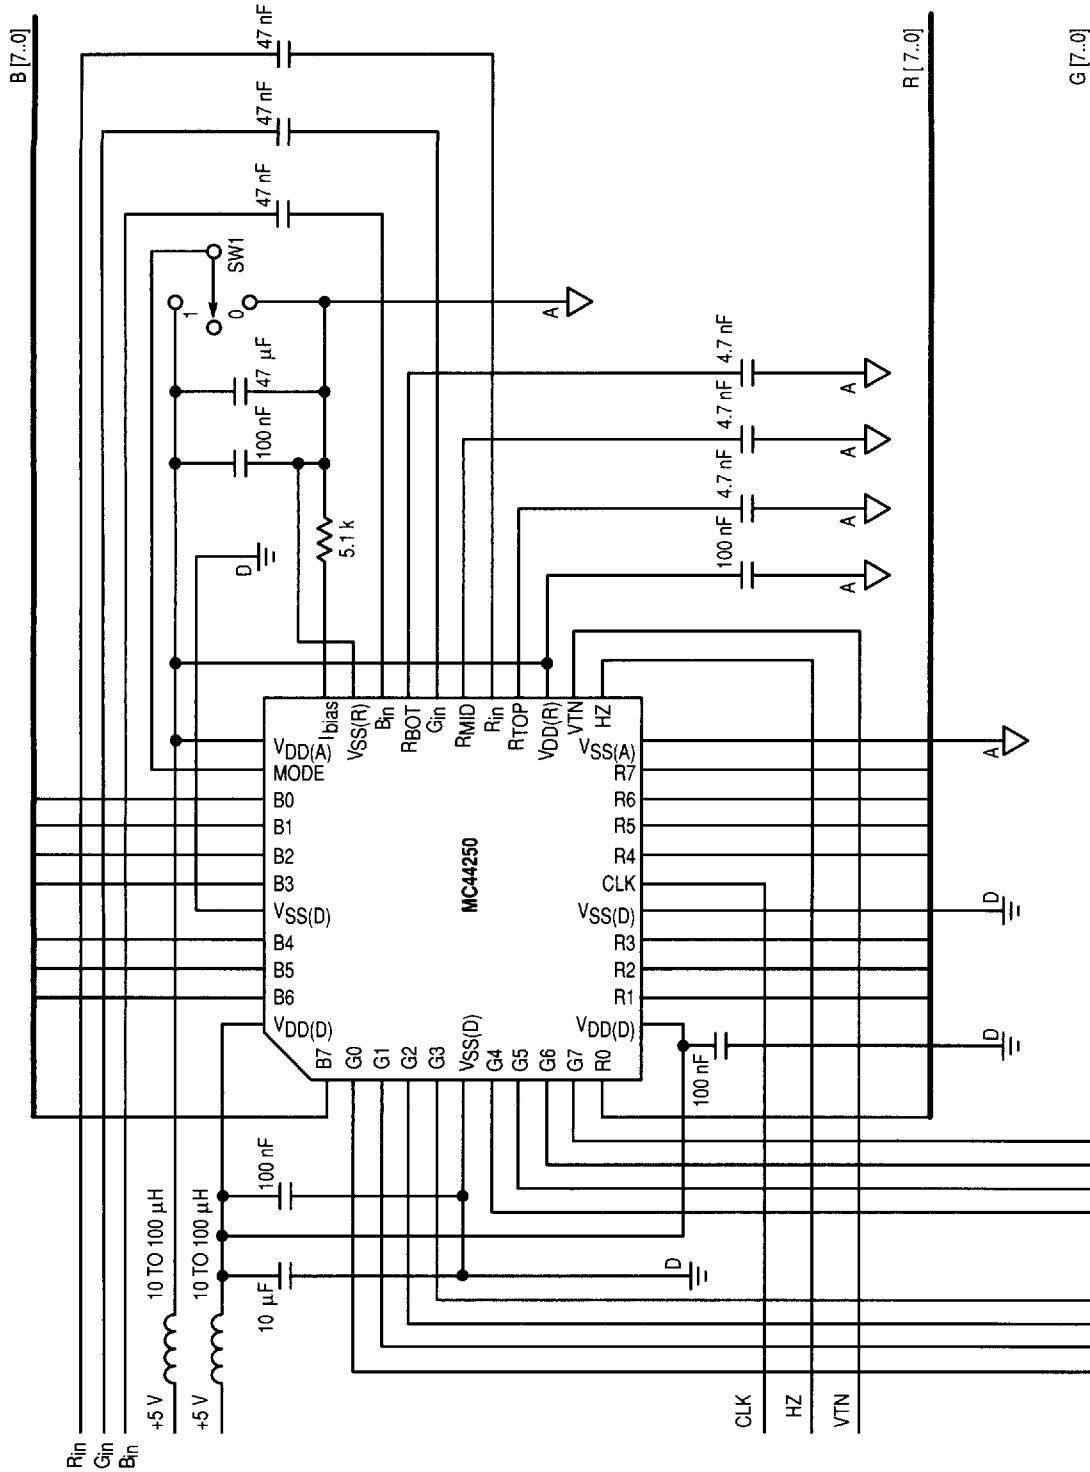 B [7..0]
R [ 7..0]
G [7..0]
47 nF
47 nF
47 nF
SW1
1
0
47 μF
100 nF
5.1 k
D
A
4.7 nF
4.7 nF
4.7 nF
100 nF
A
A
A
A
Ibias
VSS(R)
Bin
RBOT
Gin
RMID
Rin
RTOP
VDD(R)
VTN
HZ
VDD(A)
MODE
B0
B1
B2
B3
VSS(D)
B4
B5
B6
VDD(D)
MC44250
VSS(A)
R7
R6
R5
R4
CLK
VSS(D)
R3
R2
R1
VDD(D)
A
D
D
B7
G0
G1
G2
G3
VSS(D)
G4
G5
G6
G7
R0
100 nF
100 nF
10 μF
D
10 TO 100 μH
10 TO 100 μH
+5 V
+5 V
Rin
Gin
Bin
CLK
HZ
VTN